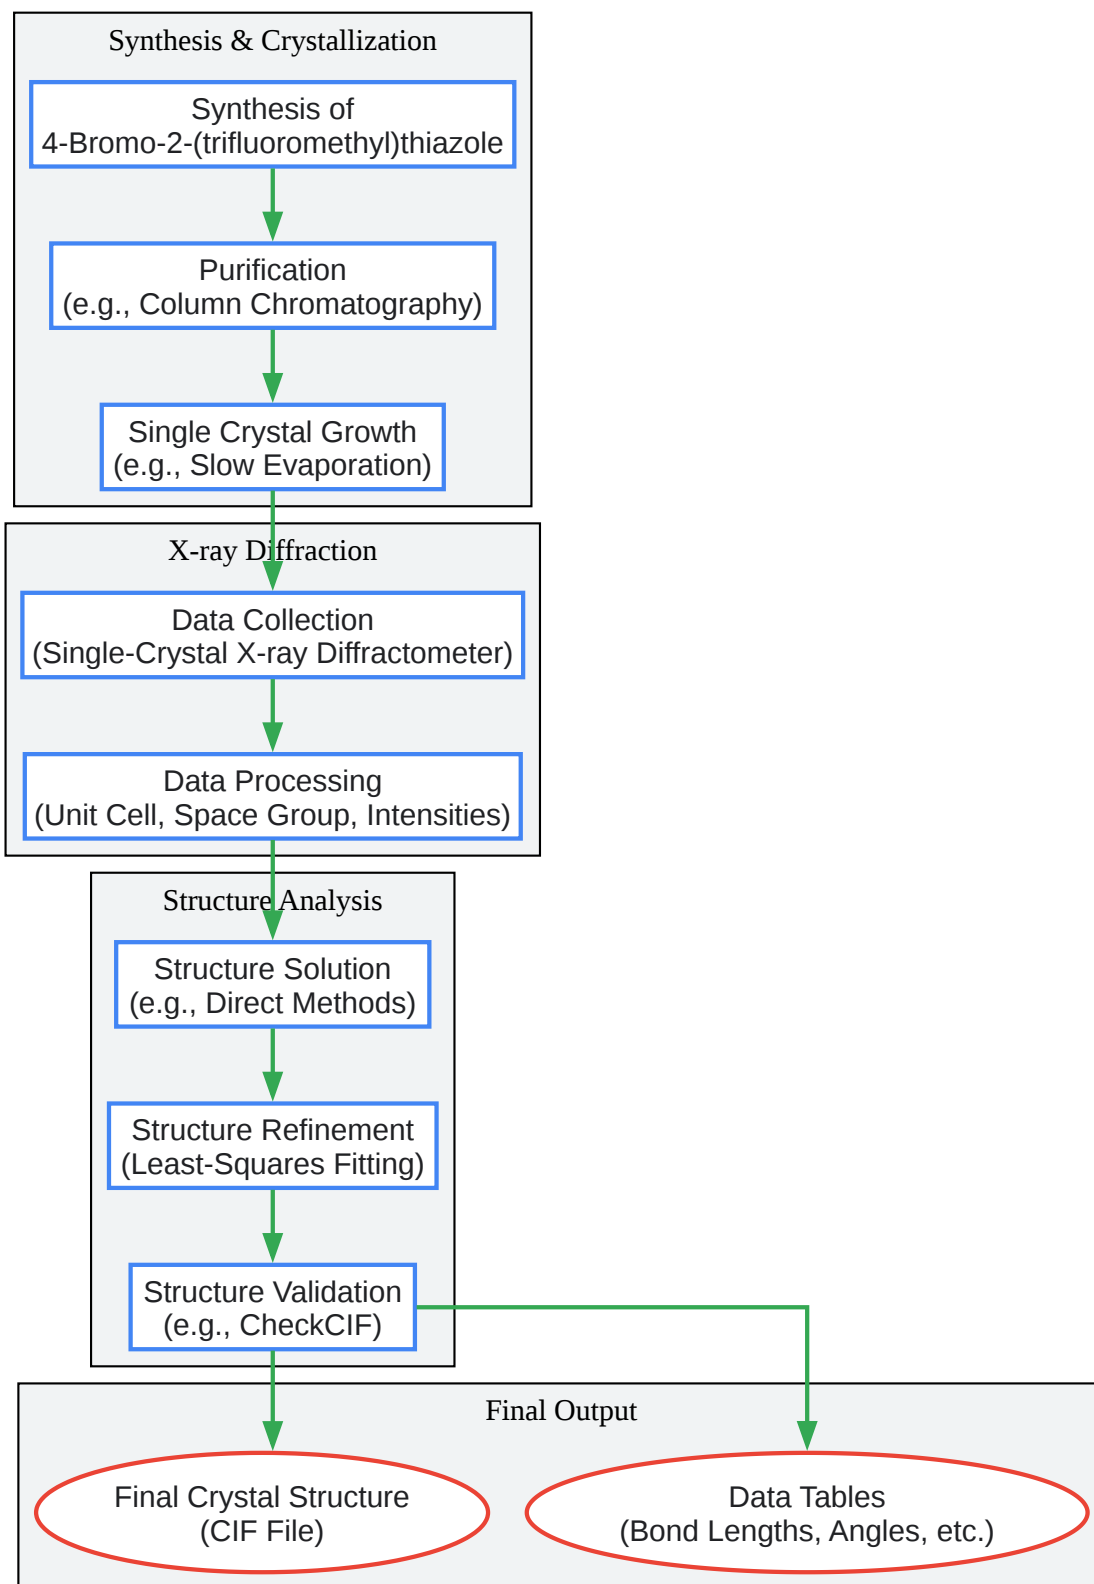 Synthesis & Crystallization
Synthesis of
4-Bromo-2-(trifluoromethyl)thiazole
Purification
(e.g., Column Chromatography)
Single Crystal Growth
(e.g., Slow Evaporation)
X-ray Diffraction
Data Collection
(Single-Crystal X-ray Diffractometer)
Data Processing
(Unit Cell, Space Group, Intensities)
Structure Analysis
Structure Solution
(e.g., Direct Methods)
Structure Refinement
(Least-Squares Fitting)
Structure Validation
(e.g., CheckCIF)
Final Output
Final Crystal Structure
(CIF File)
Data Tables
(Bond Lengths, Angles, etc.)